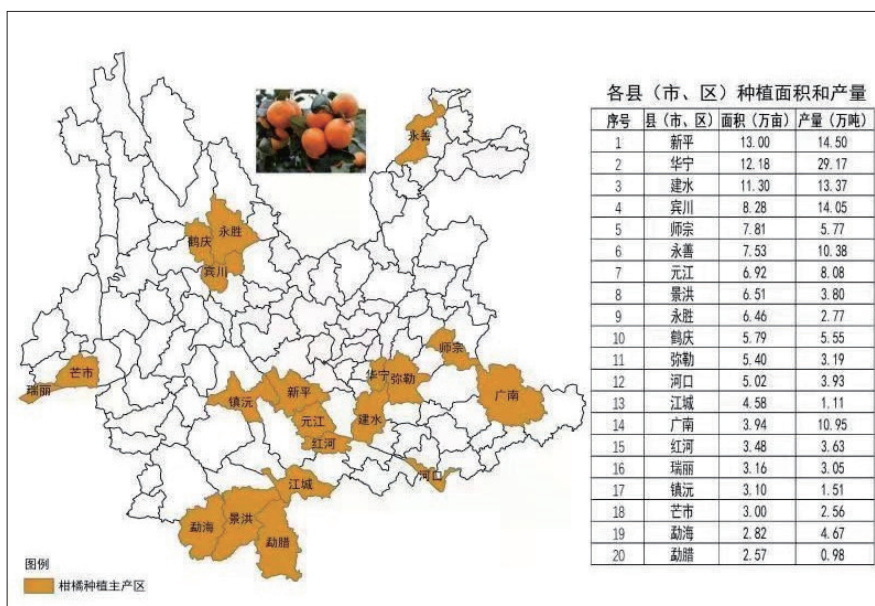 各县（市、区）种植面积和产量
序号 县（市、区） 面积（万亩） 产量（万吨）
1 新平 13.00 14.50
2 华宁 12.18 29.17
3 建水 11.30 13.37
4 宾川 8.28 14.05
5 师宗 7.81 5.77
6 永善 7.53 10.38
7 元江 6.92 8.08
8 景洪 6.51 3.80
9 永胜 6.46 2.77
10 鹤庆 5.79 5.55
11 弥勒 5.40 3.19
12 河口 5.02 3.93
13 江城 4.58 1.11
14 广南 3.94 10.95
15 红河 3.48 3.63
16 瑞丽 3.16 3.05
17 镇沅 3.10 1.51
18 芒市 3.00 2.56
19 勐海 2.82 4.67
20 勐腊 2.57 0.98
永善
永胜
鹤庆
宾川
师宗
芒市
瑞丽
华宁
弥勒
新平
镇沅
广南
元江
建水
红河
河口
江城
景洪
勐海
勐腊
图例
柑橘种植主产区